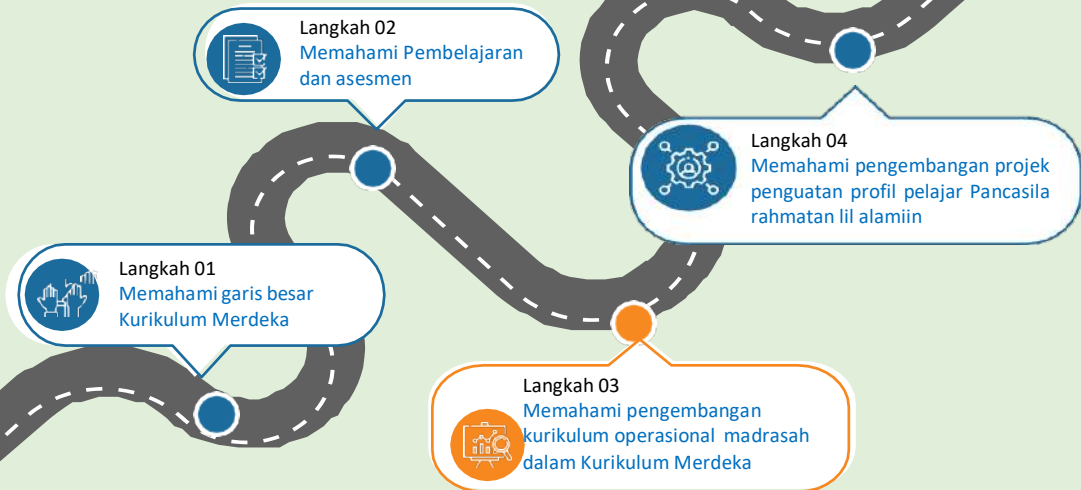 Langkah 01
Memahami garis besar
Kurikulum Merdeka
Langkah 02
Memahami Pembelajaran
dan asesmen
Langkah 03
Memahami pengembangan
kurikulum operasional madrasah
dalam Kurikulum Merdeka
Langkah 04
Memahami pengembangan projek
penguatan profil pelajar Pancasila
rahmatan lil alamiin